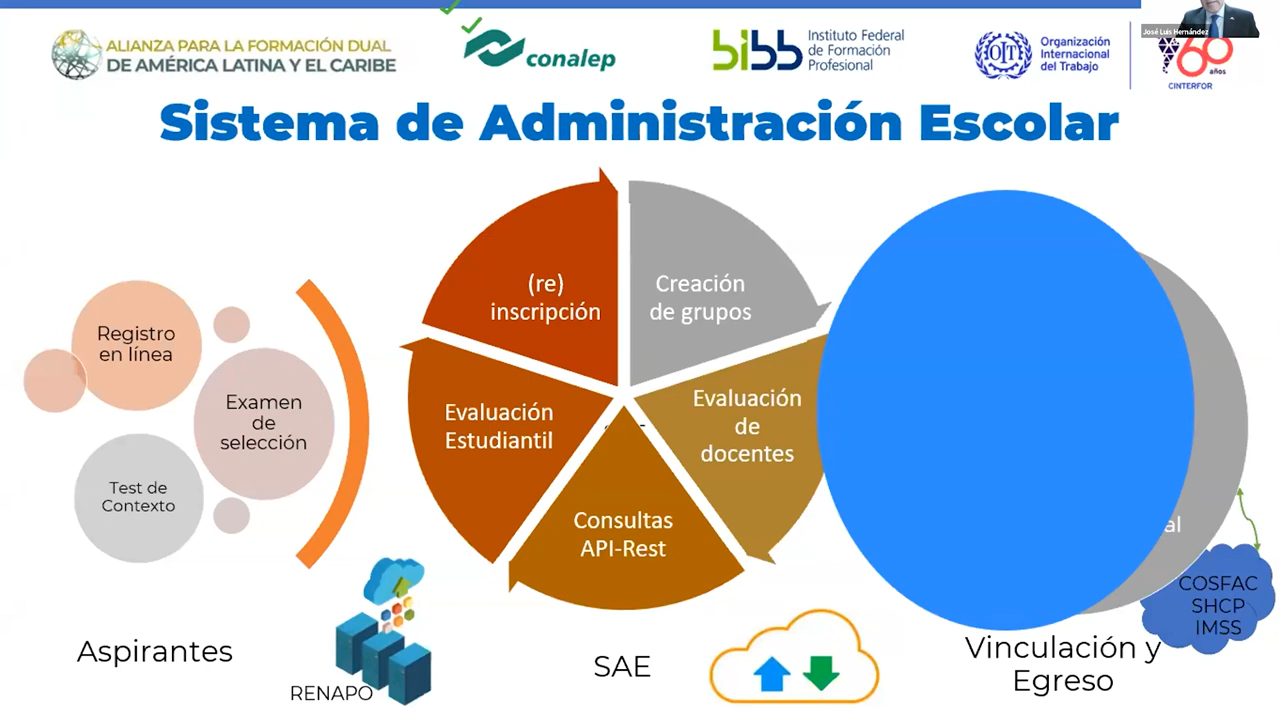 ALIANZA PARA LA FORMACIÓN DUAL
DE AMÉRICA LATINA Y EL CARIBE
conalep
bibb
Instituto Federal
de Formación
Profesional
OIT
Organización
Internacional
del Trabajo
José Luis Hernández
60
años
CINTERFOR
Sistema de Administración Escolar
Registro
en línea
Examen
de
selección
Test de
Contexto
Aspirantes
RENAPO
(re)
inscripción
Creación
de grupos
Evaluación
de
docentes
Consultas
API-Rest
Evaluación
Estudiantil
SAE
al
COSFAC
SHCP
IMSS
Vinculación y
Egreso